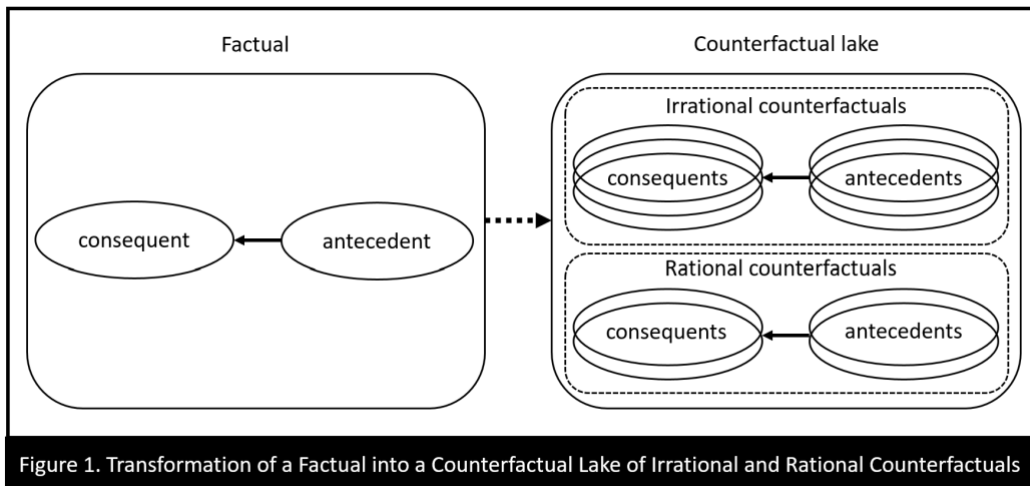 Factual
Counterfactual lake
Irrational counterfactuals
consequents
antecedents
consequent
antecedent
Rational counterfactuals
consequents
antecedents
Figure 1. Transformation of a Factual into a Counterfactual Lake of Irrational and Rational Counterfactuals